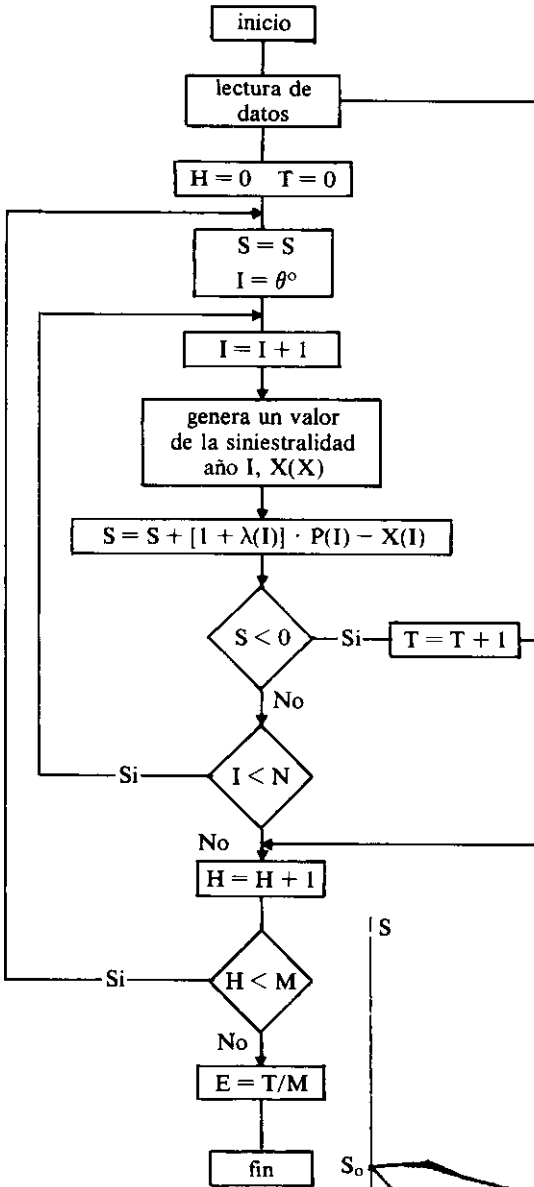 inicio
lectura de
datos
H = 0 T = 0
S = S
I = θ°
I = I + 1
genera un valor
de la siniestralidad
año I, X(X)
S = S + [1 + λ(I)] · P(I) − X(I)
S < 0
Si
T = T + 1
No
I < N
Si
No
H = H + 1
H < M
Si
No
E = T/M
fin
S
S₀